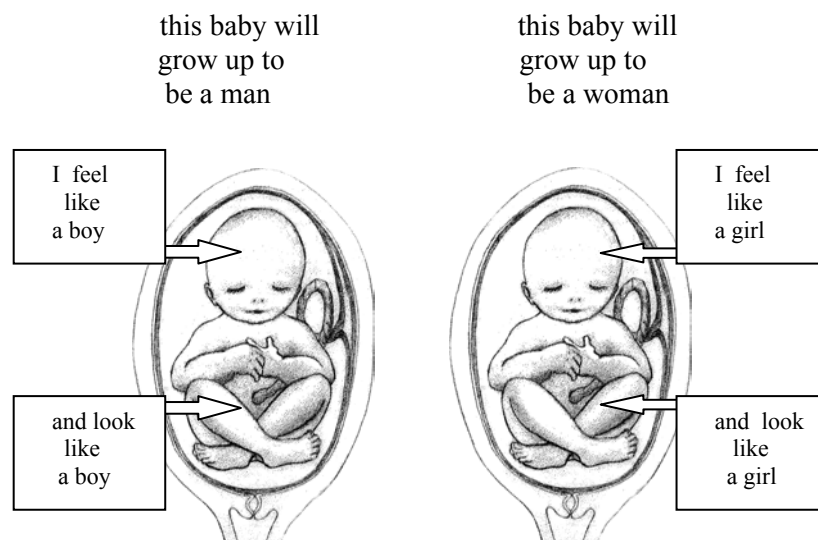 this baby will
grow up to
be a man
this baby will
grow up to
be a woman
I feel
like
a boy
I feel
like
a girl
and look
like
a boy
and look
like
a girl